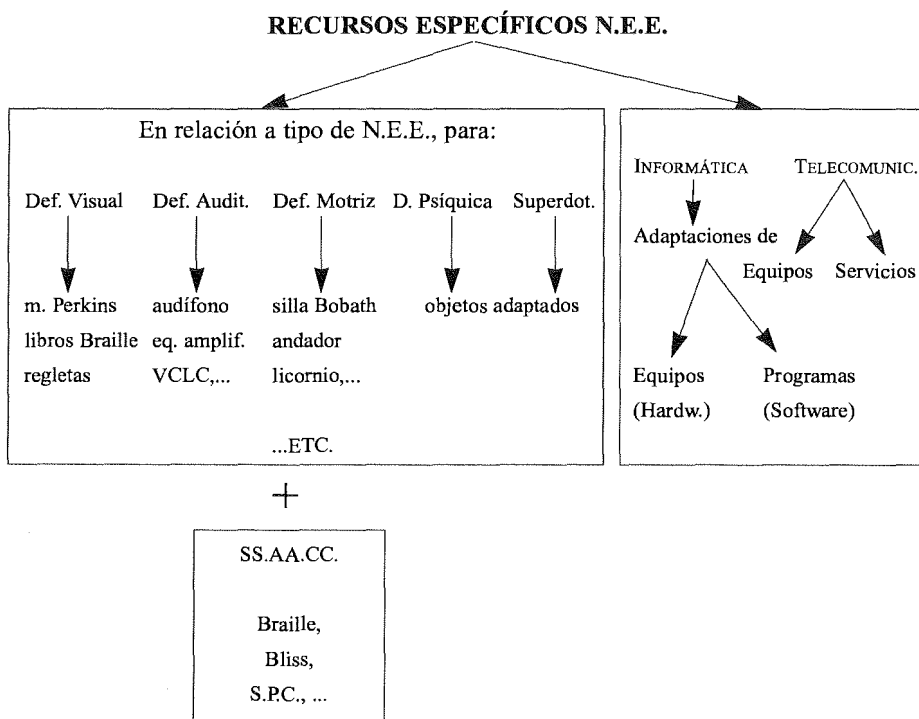 RECURSOS ESPECÍFICOS N.E.E.
En relación a tipo de N.E.E., para:
Def. Visual Def. Audit. Def. Motriz D. Psíquica Superdot.
m. Perkins audífono silla Bobath objetos adaptados
libros Braille eq. amplif. andador
regletas VCLC,... licornio,...
...ETC.
INFORMÁTICA TELECOMUNIC.
Adaptaciones de
Equipos Servicios
Equipos Programas
(Hardw.) (Software)
+
SS.AA.CC.
Braille,
Bliss,
S.P.C., ...